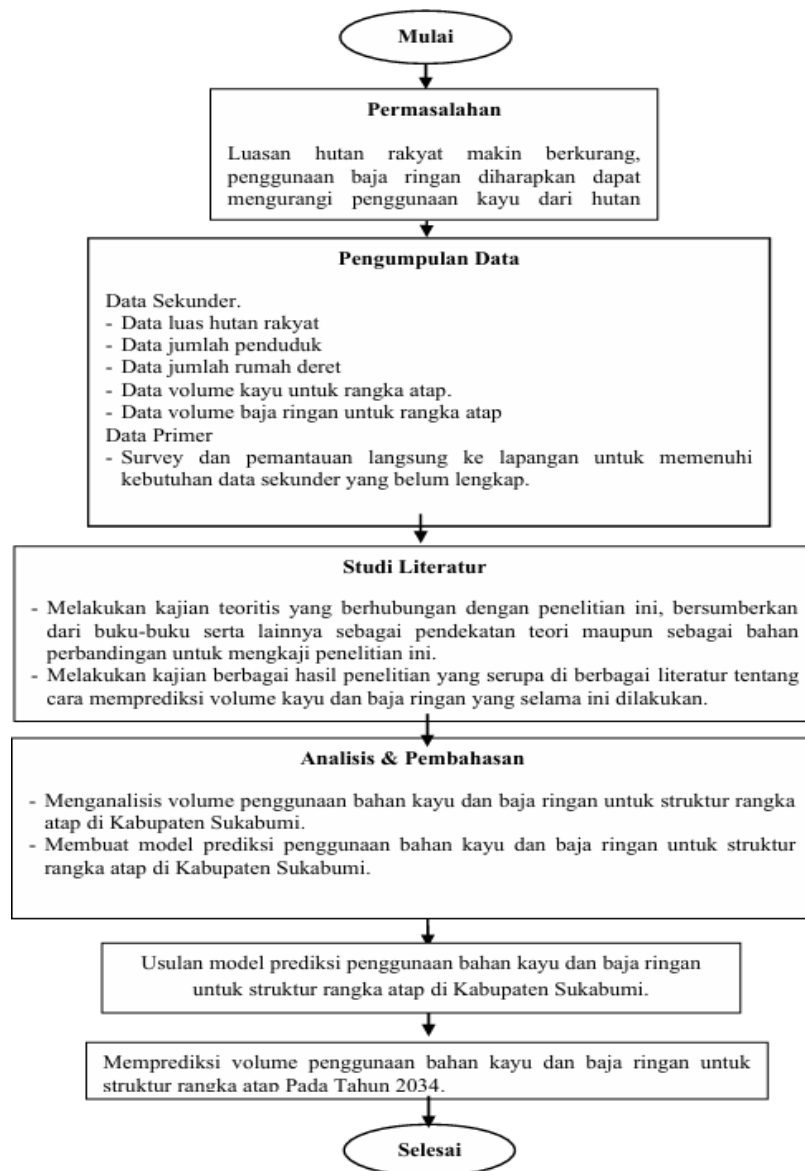 Mulai
Permasalahan
Luasan hutan rakyat makin berkurang,
penggunaan baja ringan diharapkan dapat
mengurangi penggunaan kayu dari hutan
Pengumpulan Data
Data Sekunder.
- Data luas hutan rakyat
- Data jumlah penduduk
- Data jumlah rumah deret
- Data volume kayu untuk rangka atap.
- Data volume baja ringan untuk rangka atap
Data Primer
- Survey dan pemantauan langsung ke lapangan untuk memenuhi
kebutuhan data sekunder yang belum lengkap.
Studi Literatur
- Melakukan kajian teoritis yang berhubungan dengan penelitian ini, bersumberkan
dari buku-buku serta lainnya sebagai pendekatan teori maupun sebagai bahan
perbandingan untuk mengkaji penelitian ini.
- Melakukan kajian berbagai hasil penelitian yang serupa di berbagai literatur tentang
cara memprediksi volume kayu dan baja ringan yang selama ini dilakukan.
Analisis & Pembahasan
- Menganalisis volume penggunaan bahan kayu dan baja ringan untuk struktur rangka
atap di Kabupaten Sukabumi.
- Membuat model prediksi penggunaan bahan kayu dan baja ringan untuk struktur
rangka atap di Kabupaten Sukabumi.
Usulan model prediksi penggunaan bahan kayu dan baja ringan
untuk struktur rangka atap di Kabupaten Sukabumi.
Memprediksi volume penggunaan bahan kayu dan baja ringan untuk
struktur rangka atap Pada Tahun 2034.
Selesai